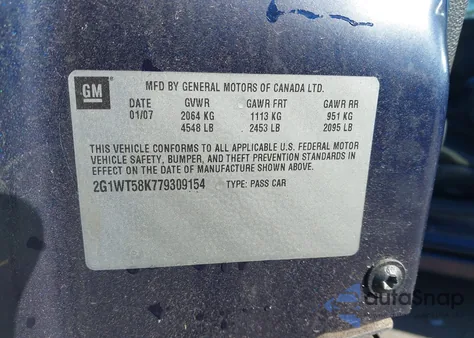 GM
MFD BY GENERAL MOTORS OF CANADA LTD.
DATE GVWR GAWR FRT GAWR RR
01/07 2064 KG 1113 KG 951 KG
4548 LB 2453 LB 2095 LB
THIS VEHICLE CONFORMS TO ALL APPLICABLE U.S. FEDERAL MOTOR
VEHICLE SAFETY, BUMPER, AND THEFT PREVENTION STANDARDS IN
EFFECT ON THE DATE OF MANUFACTURE SHOWN ABOVE.
2G1WT58K779309154 TYPE: PASS CAR
autoSnap